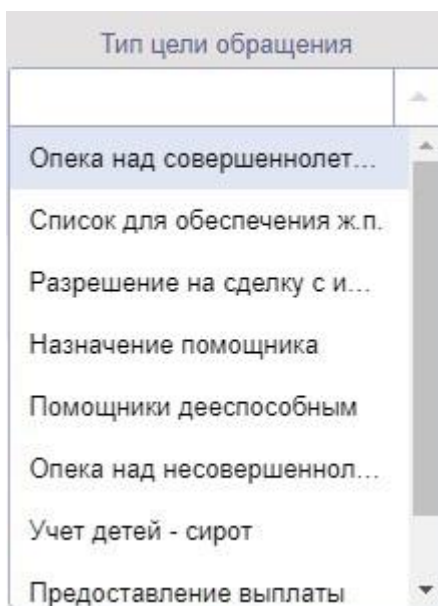 Тип цели обращения
Опека над совершеннолет...
Список для обеспечения ж.п.
Разрешение на сделку с и...
Назначение помощника
Помощники дееспособным
Опека над несовершеннол...
Учет детей - сирот
Предоставление выплаты